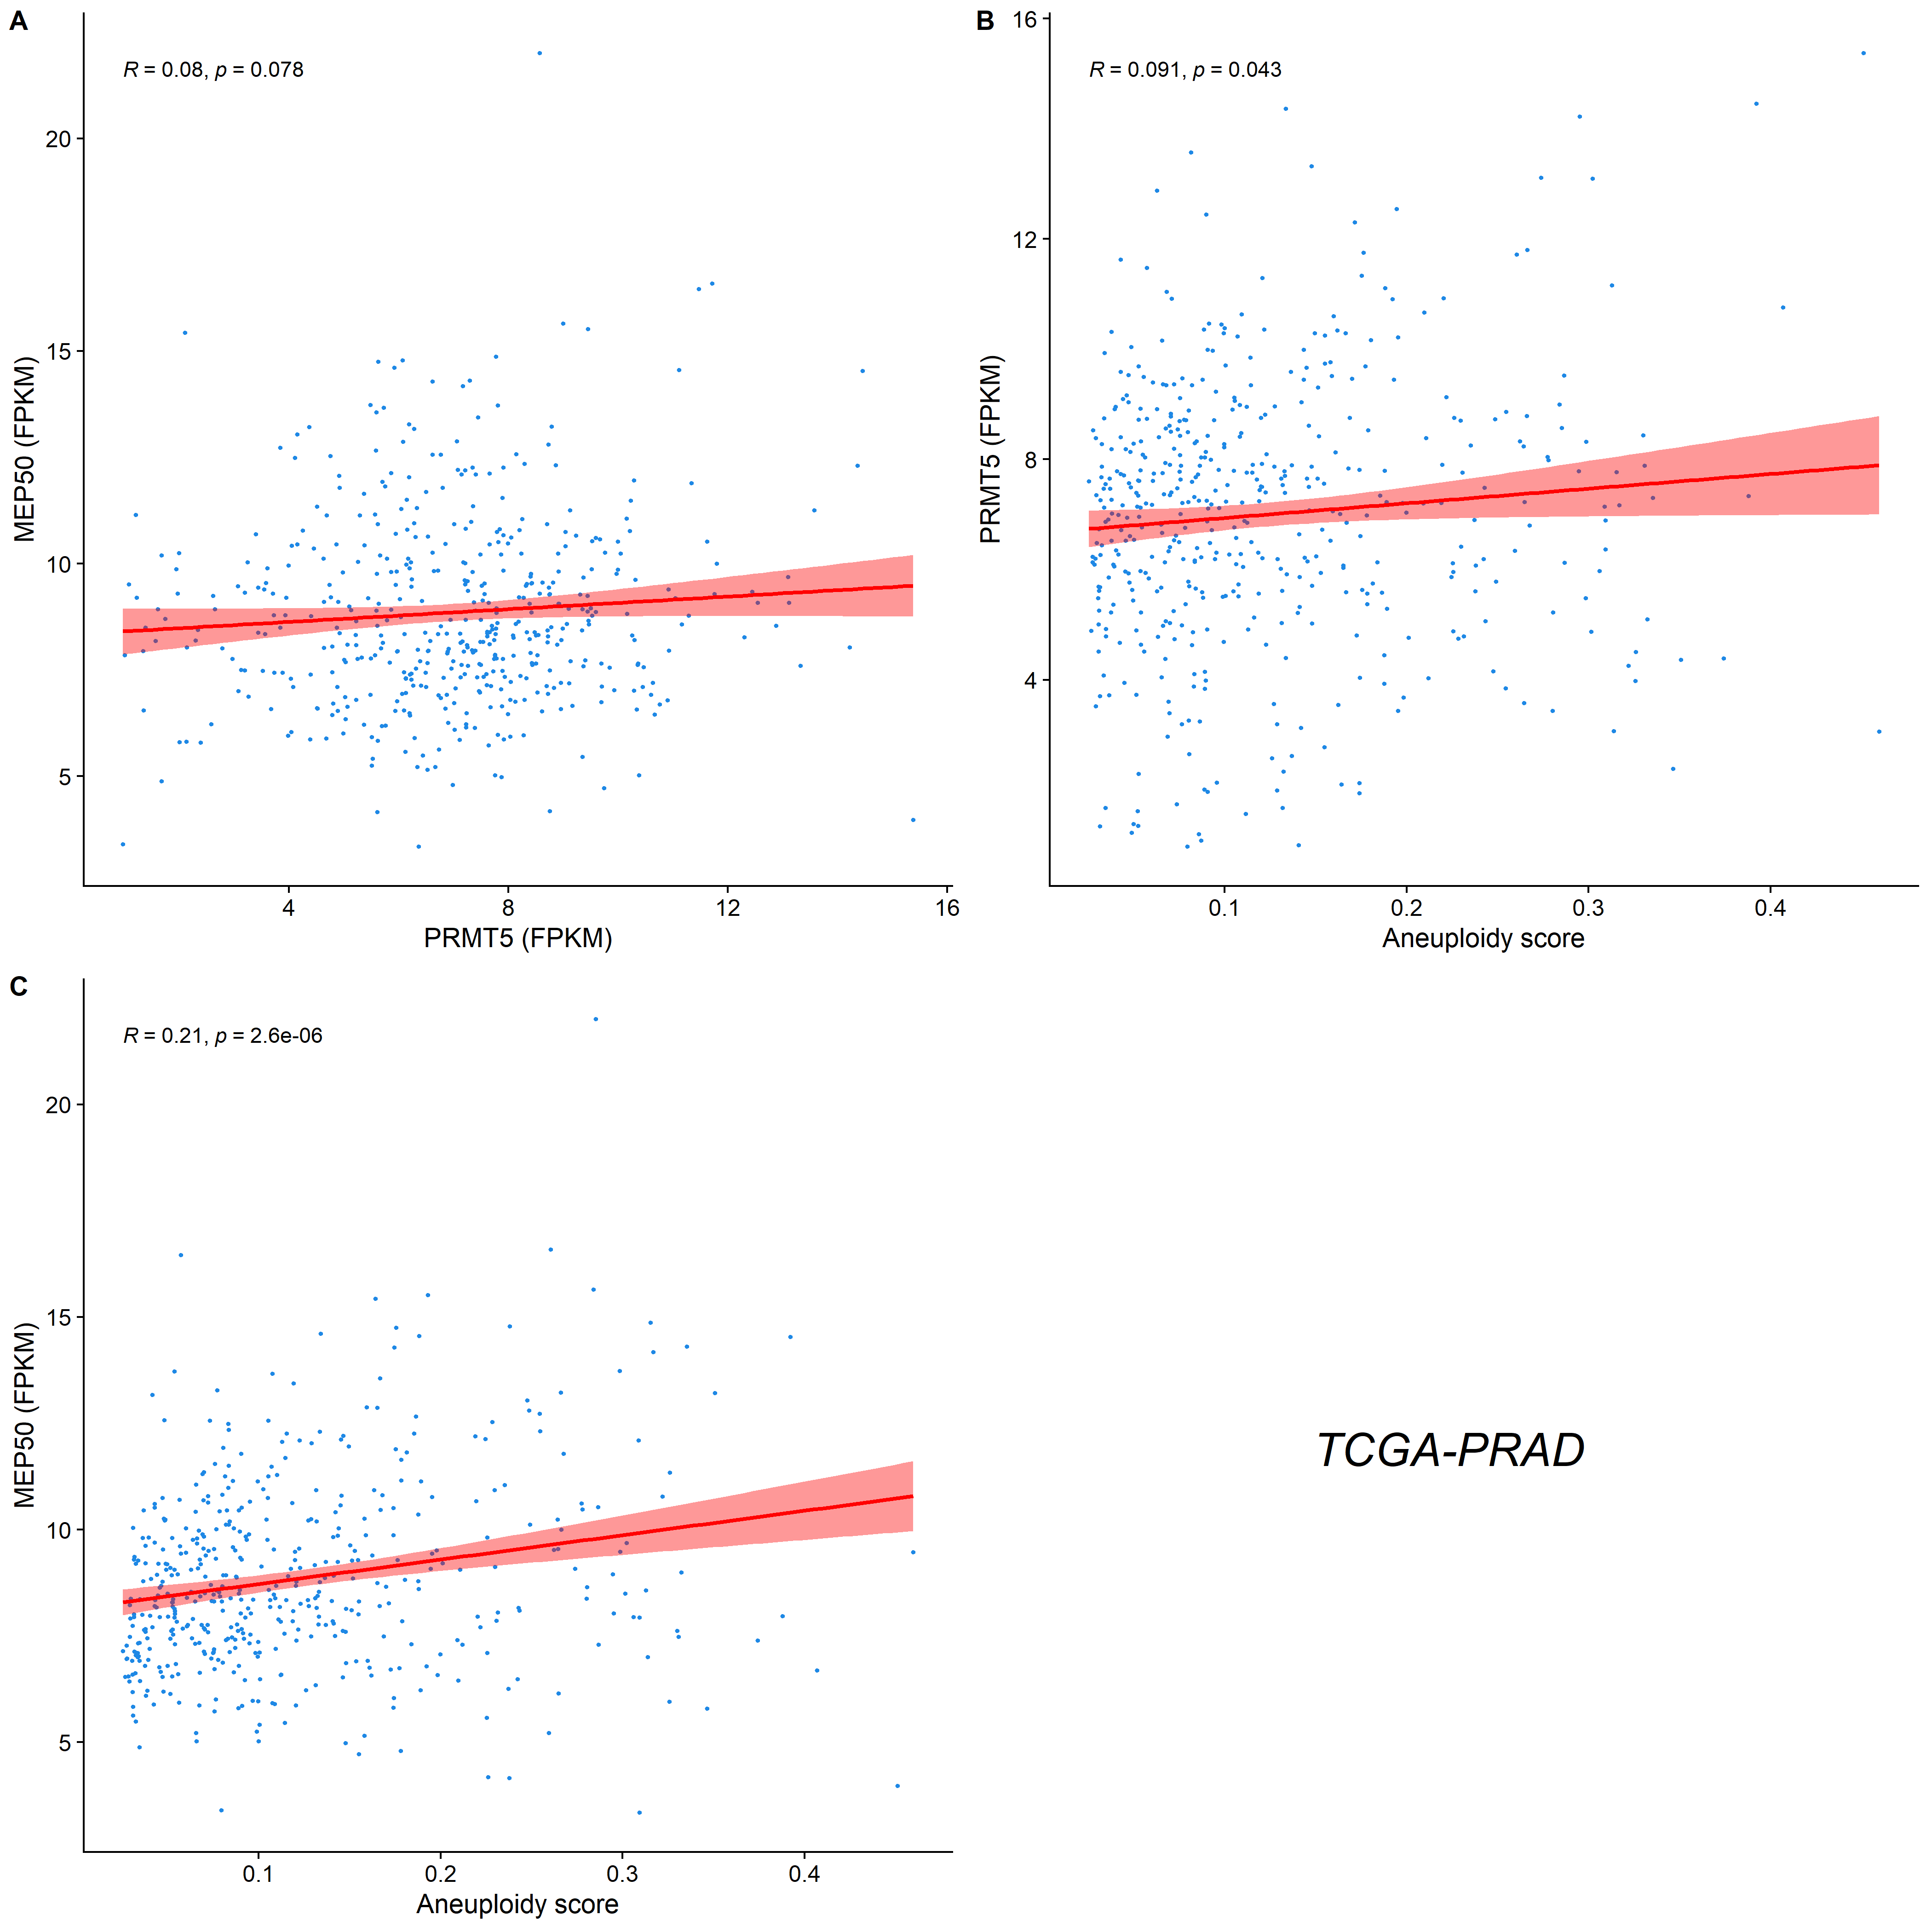 A
R = 0.08, p = 0.078
20
15
10
5
MEP50 (FPKM)
4
8
12
16
PRMT5 (FPKM)
B
R = 0.091, p = 0.043
16
12
8
4
PRMT5 (FPKM)
0.1
0.2
0.3
0.4
Aneuploidy score
C
R = 0.21, p = 2.6e-06
20
15
10
5
MEP50 (FPKM)
0.1
0.2
0.3
0.4
Aneuploidy score
TCGA-PRAD